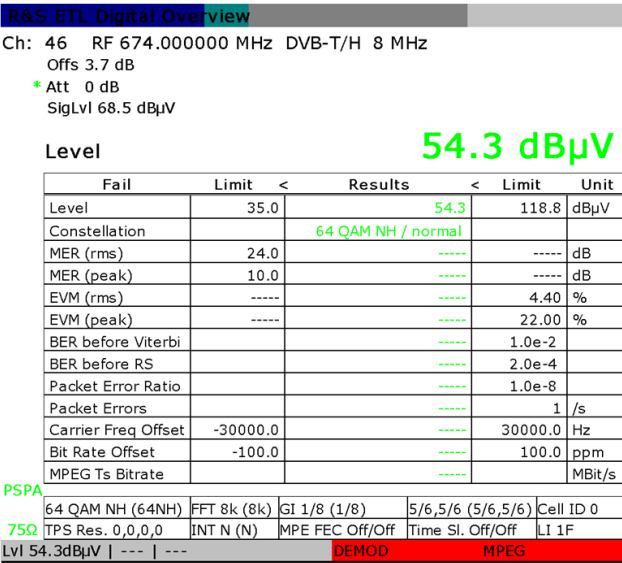 R&S ETL Digital Overview
Ch: 46 RF 674.000000 MHz DVB-T/H 8 MHz
Offs 3.7 dB
* Att 0 dB
SigLvl 68.5 dBµV
Level 54.3 dBµV
Fail Limit < Results < Limit Unit
Level 35.0 54.3 118.8 dBµV
Constellation 64 QAM NH / normal
MER (rms) 24.0 ----- ----- dB
MER (peak) 10.0 ----- ----- dB
EVM (rms) ----- ----- 4.40 %
EVM (peak) ----- ----- 22.00 %
BER before Viterbi ----- 1.0e-2
BER before RS ----- 2.0e-4
Packet Error Ratio ----- 1.0e-8
Packet Errors ----- 1 /s
Carrier Freq Offset -30000.0 ----- 30000.0 Hz
Bit Rate Offset -100.0 ----- 100.0 ppm
MPEG Ts Bitrate ----- MBit/s
PSPA
64 QAM NH (64NH) FFT 8k (8k) GI 1/8 (1/8) 5/6,5/6 (5/6,5/6) Cell ID 0
75Ω TPS Res. 0,0,0,0 INT N (N) MPE FEC Off/Off Time Sl. Off/Off LI 1F
Lvl 54.3dBµV | --- | --- DEMOD MPEG